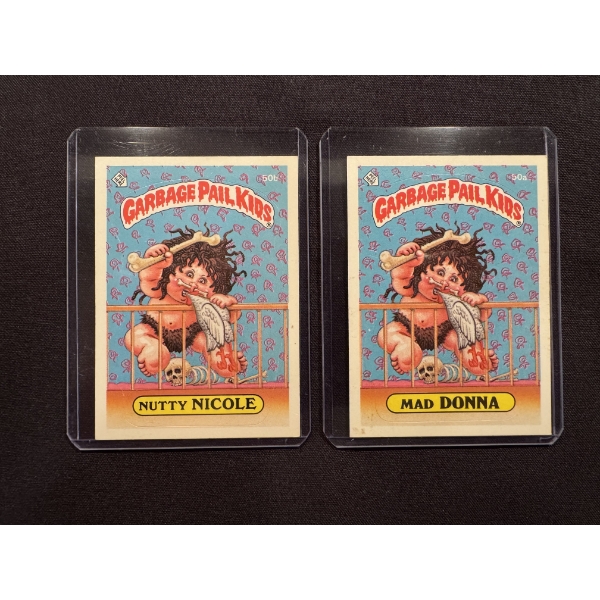 50b
GARBAGE PAIL KIDS
NUTTY NICOLE
50a
GARBAGE PAIL KIDS
MAD DONNA